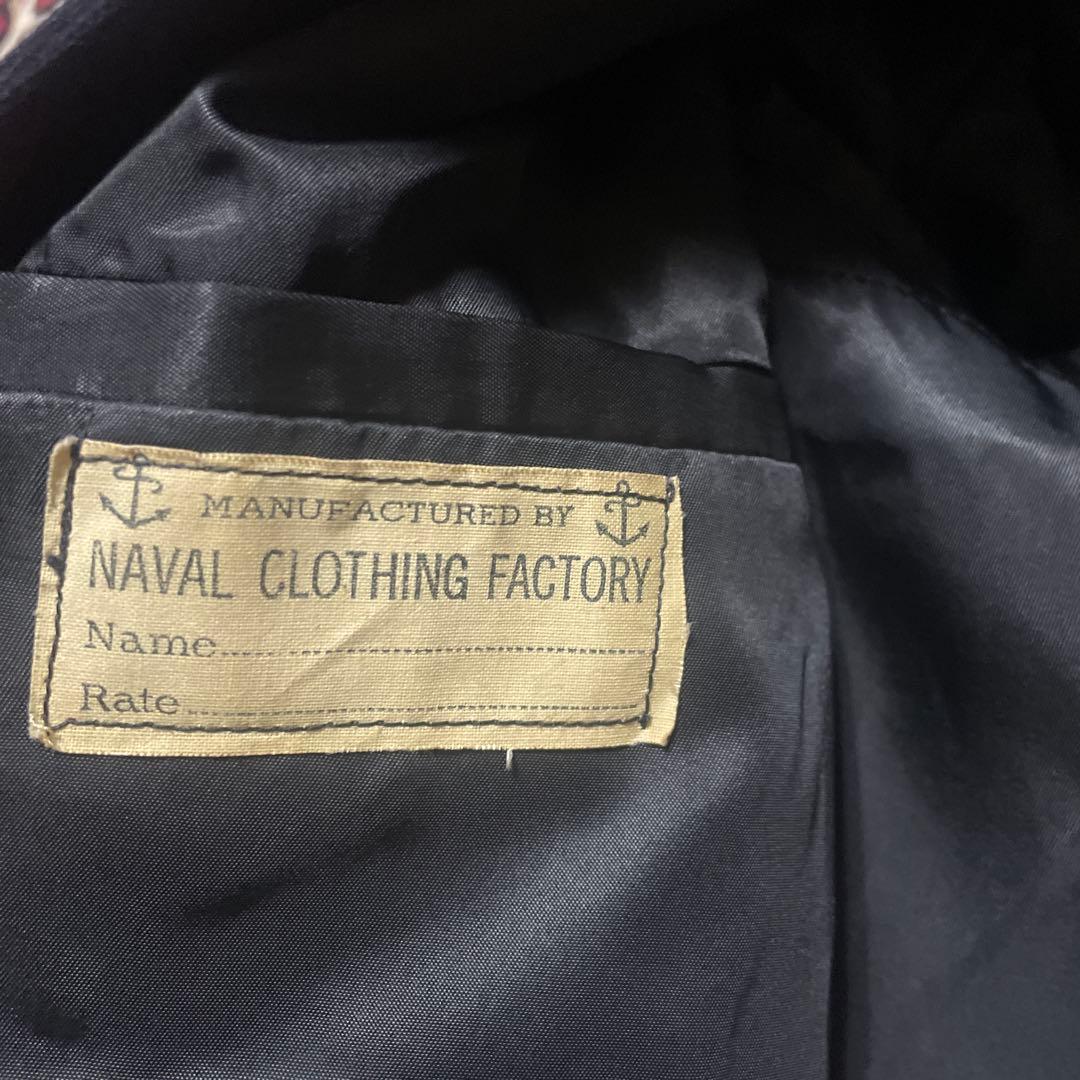 MANUFACTURED BY
NAVAL CLOTHING FACTORY
Name
Rate